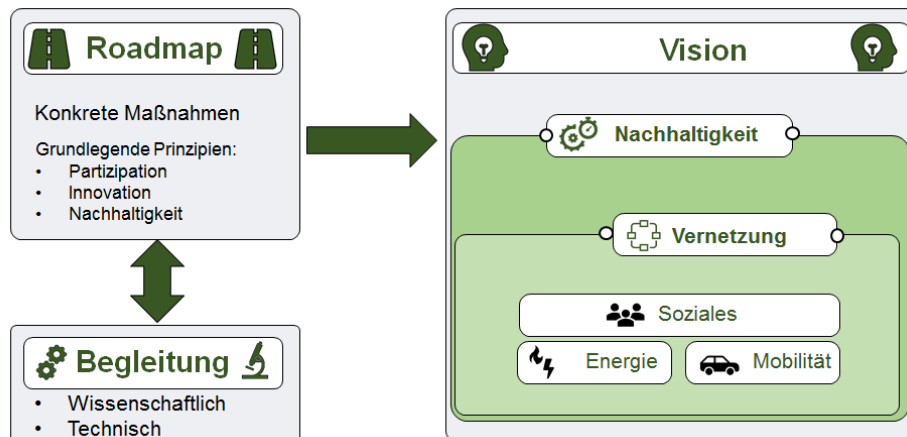 Roadmap
Konkrete Maßnahmen
Grundlegende Prinzipien:
• Partizipation
• Innovation
• Nachhaltigkeit
Begleitung
• Wissenschaftlich
• Technisch
Vision
Nachhaltigkeit
Vernetzung
Soziales
Energie
Mobilität